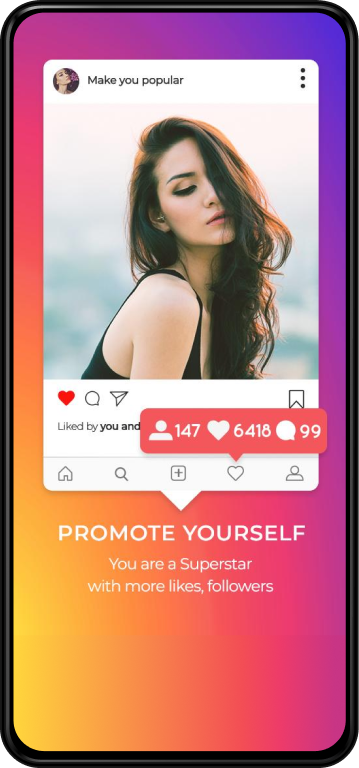 Make you popular
Liked by you and
147 6418 99
PROMOTE YOURSELF
You are a Superstar
with more likes, followers